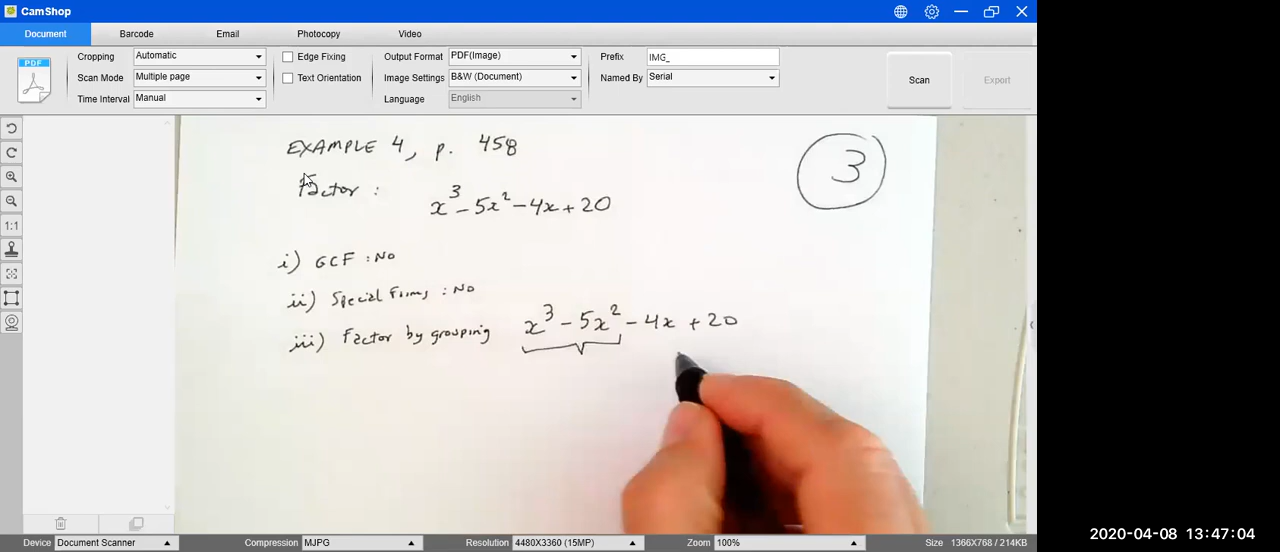 CamShop
Document Barcode Email Photocopy Video
Cropping Automatic Edge Fixing Output Format PDF(Image) Prefix IMG_
PDF Scan Mode Multiple page Text Orientation Image Settings B&W (Document) Named By Serial Scan Export
Time Interval Manual Language English
EXAMPLE 4, p. 458
3
Factor :
x³ - 5x² - 4x + 20
i) GCF : No
ii) Special Forms : No
iii) Factor by grouping x³ - 5x² - 4x + 20
1:1
Device Document Scanner Compression MJPG Resolution 4480X3360 (15MP) Zoom 100% Size 1366X768 / 214KB
2020-04-08 13:47:04